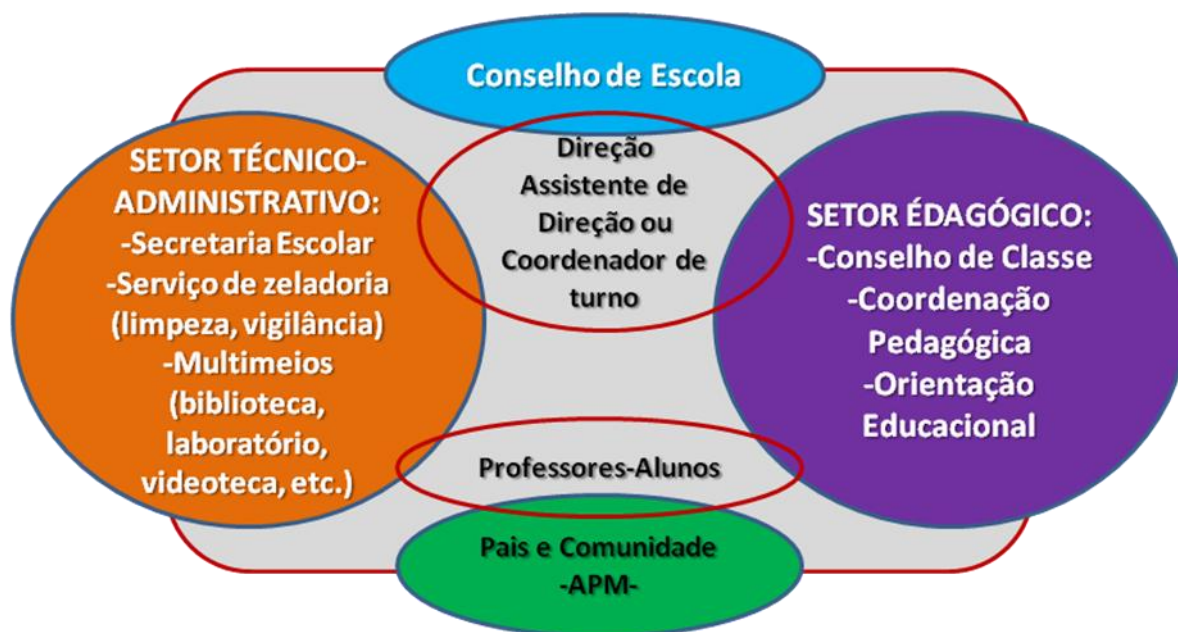 Conselho de Escola
Direção
Assistente de
Direção ou
Coordenador de
turno
SETOR TÉCNICO-
ADMINISTRATIVO:
-Secretaria Escolar
-Serviço de zeladoria
(limpeza, vigilância)
-Multimeios
(biblioteca,
laboratório,
videoteca, etc.)
SETOR ÉDAGÓGICO:
-Conselho de Classe
-Coordenação
Pedagógica
-Orientação
Educacional
Professores-Alunos
Pais e Comunidade
-APM-